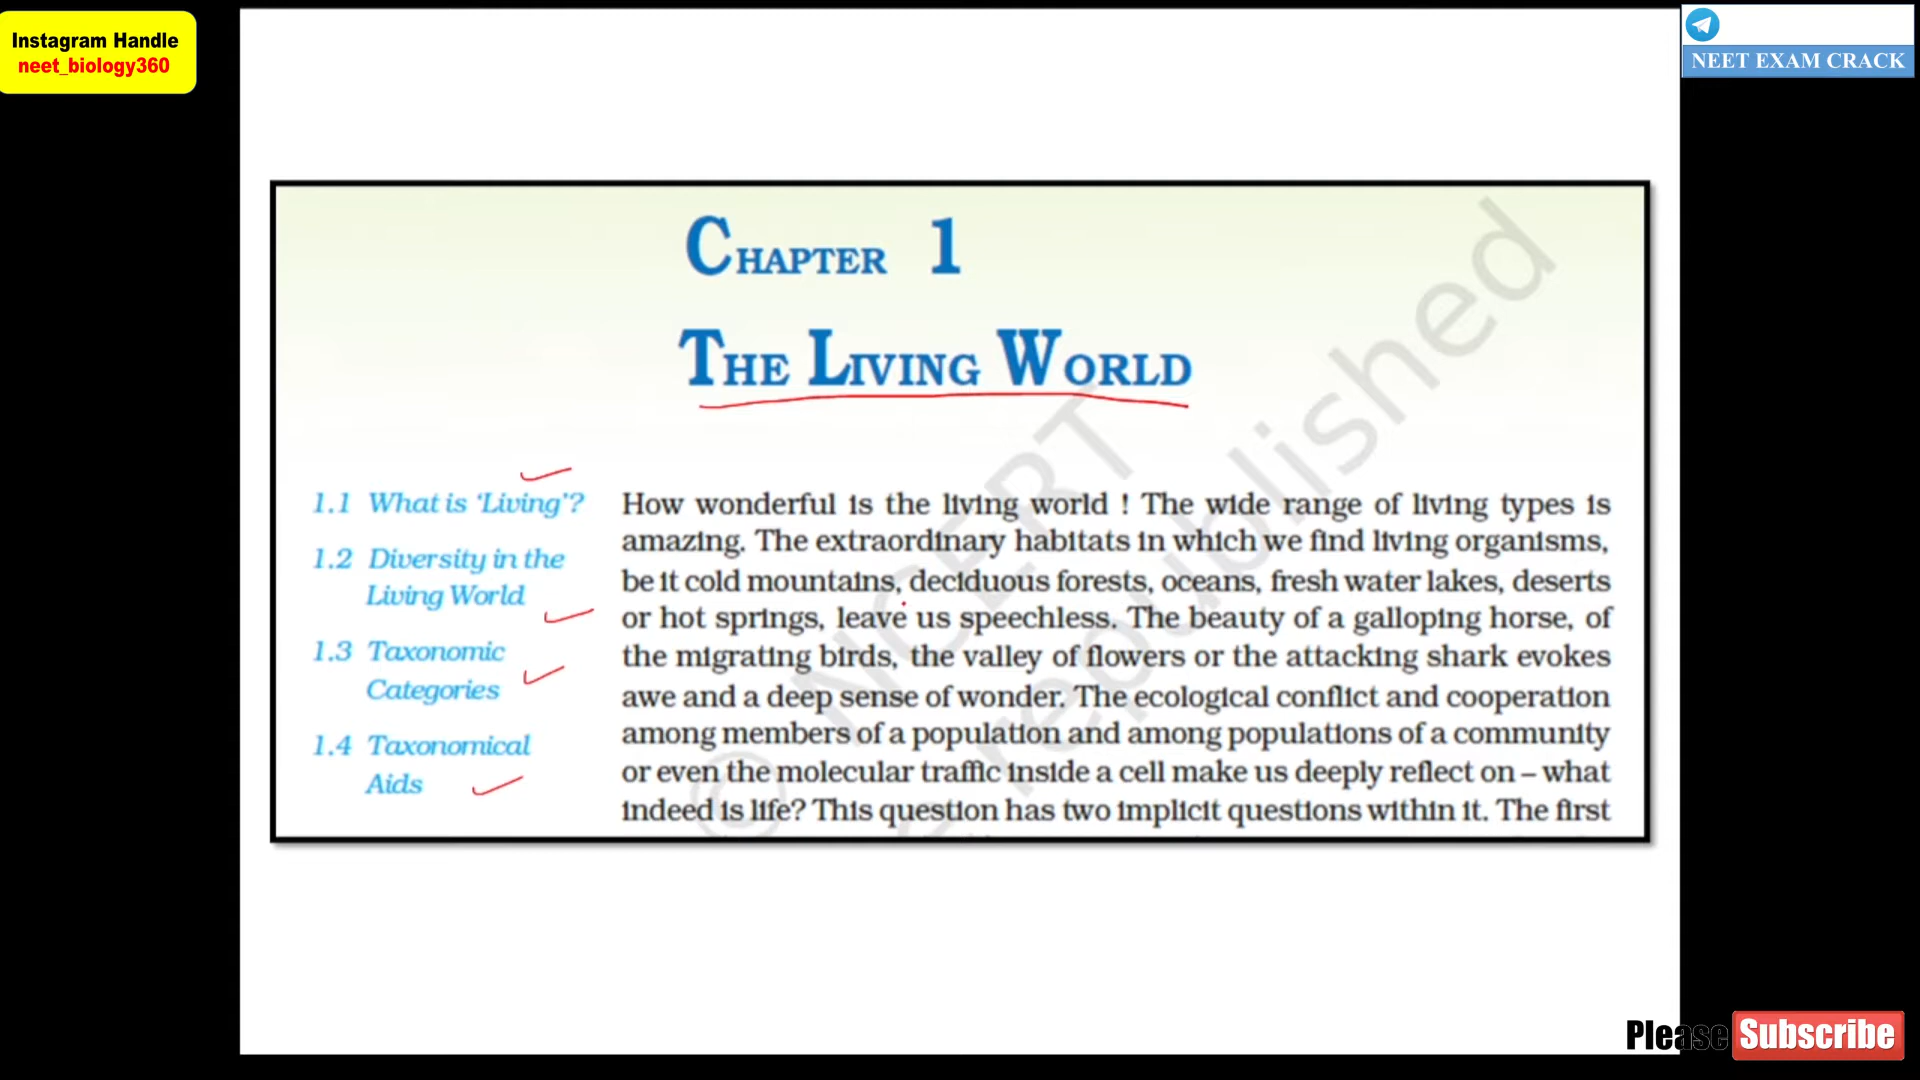 Instagram Handle
neet_biology360
NEET EXAM CRACK
CHAPTER 1
THE LIVING WORLD
1.1 What is ‘Living’?
1.2 Diversity in the
Living World
1.3 Taxonomic
Categories
1.4 Taxonomical
Aids
How wonderful is the living world ! The wide range of living types is
amazing. The extraordinary habitats in which we find living organisms,
be it cold mountains, deciduous forests, oceans, fresh water lakes, deserts
or hot springs, leave us speechless. The beauty of a galloping horse, of
the migrating birds, the valley of flowers or the attacking shark evokes
awe and a deep sense of wonder. The ecological conflict and cooperation
among members of a population and among populations of a community
or even the molecular traffic inside a cell make us deeply reflect on – what
indeed is life? This question has two implicit questions within it. The first
© NCERT
republished
Please Subscribe